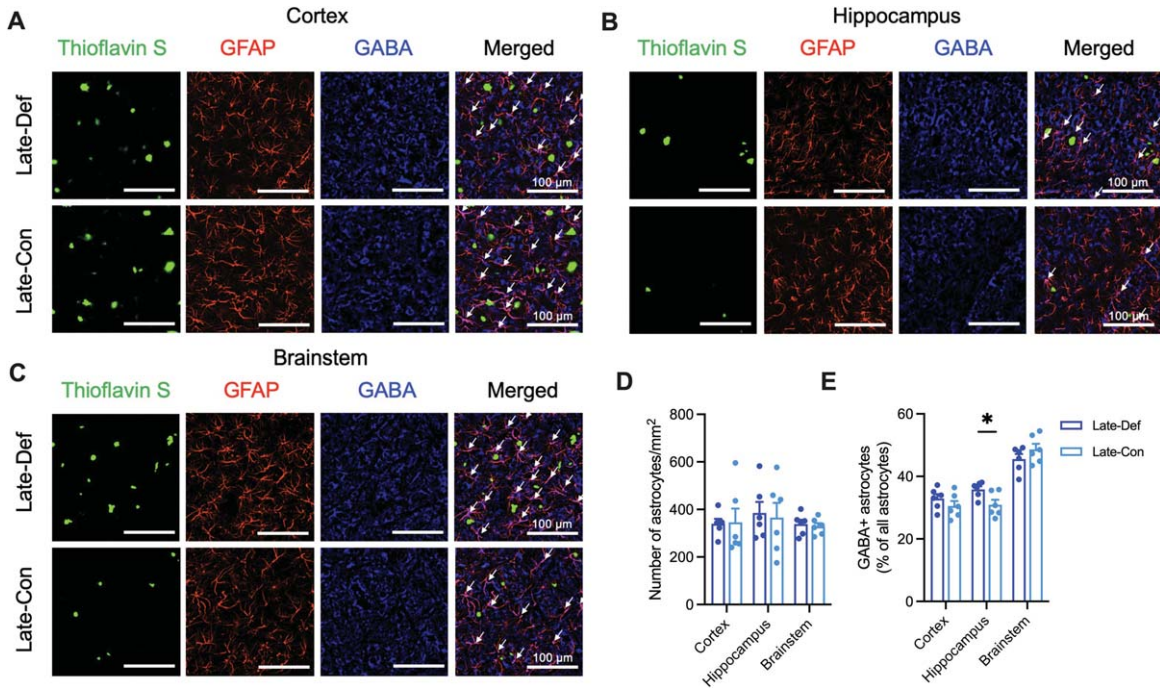 A
Cortex
Thioflavin S GFAP GABA Merged
Late-Def
100 μm
Late-Con
100 μm
B
Hippocampus
Thioflavin S GFAP GABA Merged
100 μm
100 μm
C
Brainstem
Thioflavin S GFAP GABA Merged
Late-Def
100 μm
Late-Con
100 μm
D
Number of astrocytes/mm²
800
600
400
200
0
Cortex
Hippocampus
Brainstem
E
GABA+ astrocytes
(% of all astrocytes)
60
40
20
0
*
Cortex
Hippocampus
Brainstem
Late-Def
Late-Con